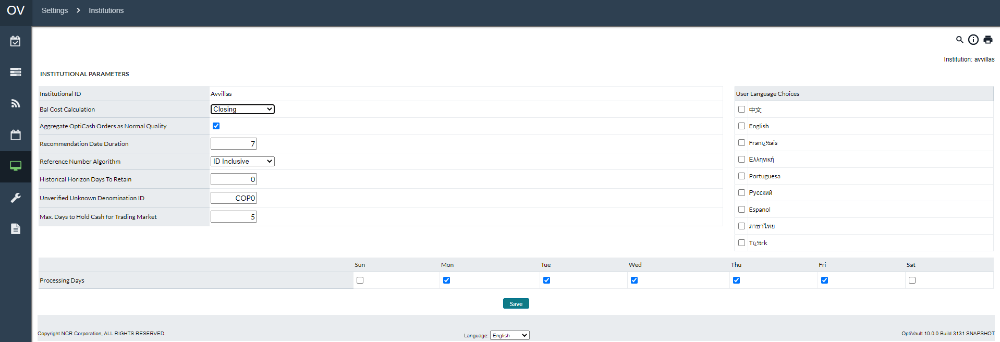 OV Settings Institutions
Institution: avvillas
INSTITUTIONAL PARAMETERS
Institutional ID Avvillas
Bal Cost Calculation Closing
Aggregate OptiCash Orders as Normal Quality
Recommendation Date Duration 7
Reference Number Algorithm ID Inclusive
Historical Horizon Days To Retain 0
Unverified Unknown Denomination ID COP0
Max. Days to Hold Cash for Trading Market 5
User Language Choices
中文
English
Franï¿½ais
Ελληνική
Portuguesa
Русский
Espanol
ภาษาไทย
Tï¿½rk
Sun Mon Tue Wed Thu Fri Sat
Processing Days
Save
Copyright NCR Corporation, ALL RIGHTS RESERVED.
Language: English
OptiVault 10.0.0 Build 3131 SNAPSHOT